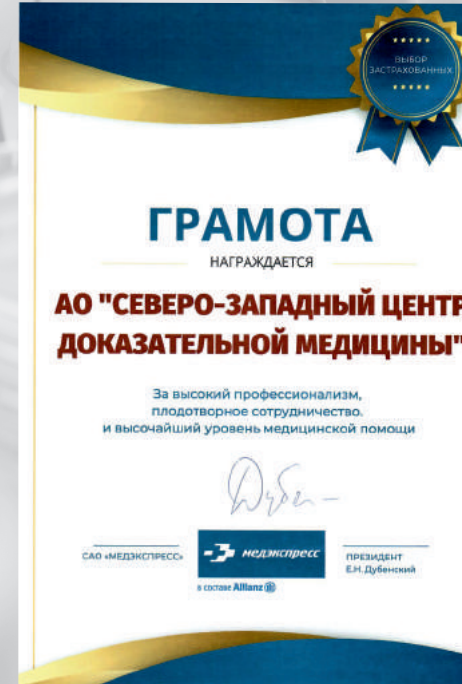 ВЫБОР
ЗАСТРАХОВАННЫХ
ГРАМОТА
НАГРАЖДАЕТСЯ
АО "СЕВЕРО-ЗАПАДНЫЙ ЦЕНТР
ДОКАЗАТЕЛЬНОЙ МЕДИЦИНЫ"
За высокий профессионализм,
плодотворное сотрудничество.
и высочайший уровень медицинской помощи
Дубен
САО «МЕДЭКСПРЕСС»
медэкспресс
в составе Allianz
ПРЕЗИДЕНТ
Е.Н.Дубенский